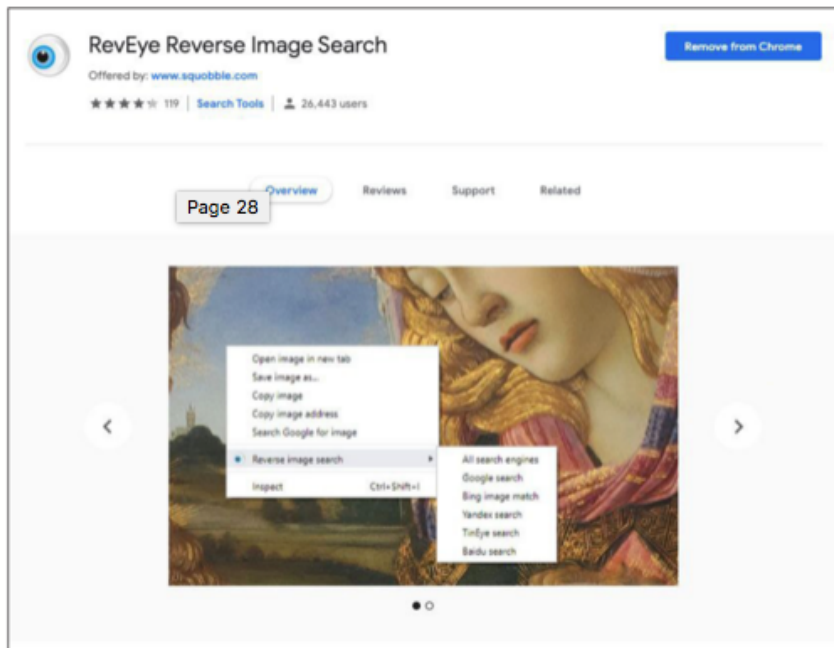 RevEye Reverse Image Search
Remove from Chrome
Offered by: www.squobble.com
119 | Search Tools | 26,443 users
Overview Reviews Support Related
Page 28
Open image in new tab
Save image as...
Copy image
Copy image address
Search Google for image
Reverse image search
Inspect Ctrl+Shift+I
All search engines
Google search
Bing image match
Yandex search
TinEye search
Baidu search